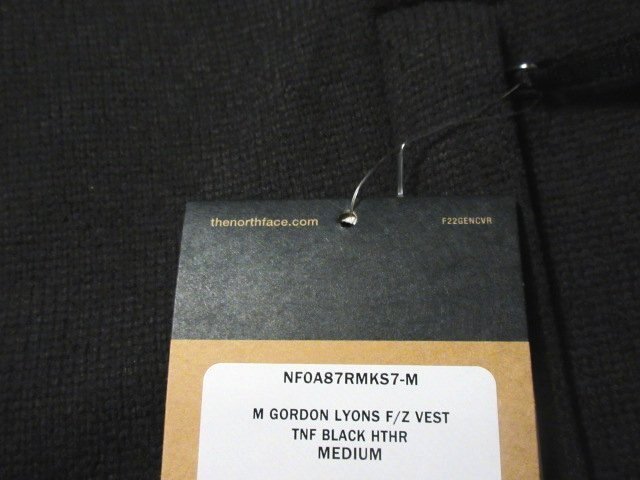 thenorthface.com F22GENCVR
NF0A87RMKS7-M
M GORDON LYONS F/Z VEST
TNF BLACK HTHR
MEDIUM